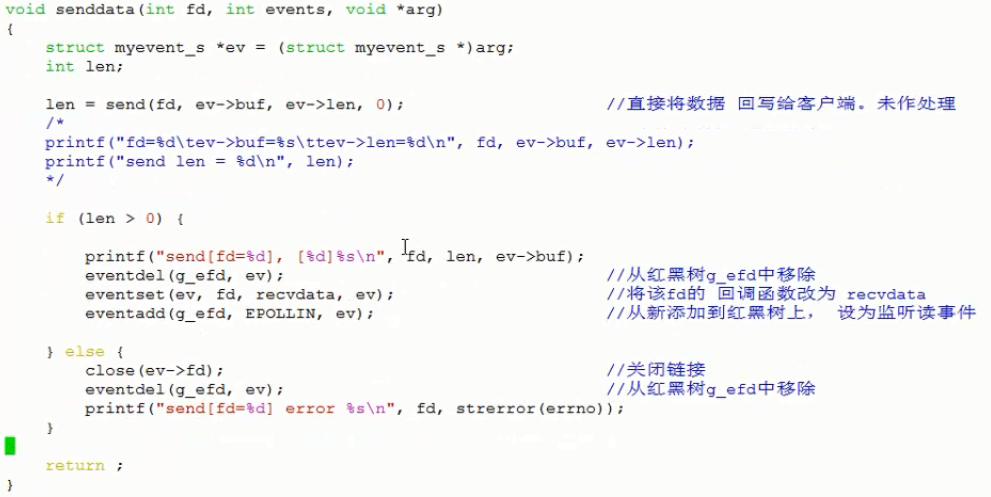 void senddata(int fd, int events, void *arg)
{
    struct myevent_s *ev = (struct myevent_s *)arg;
    int len;
    len = send(fd, ev->buf, ev->len, 0);                    //直接将数据 回写给客户端。未作处理
    /*
    printf("fd=%d\tev->buf=%s\ttev->len=%d\n", fd, ev->buf, ev->len);
    printf("send len = %d\n", len);
    */
    if (len > 0) {
        printf("send[fd=%d], [%d]%s\n", fd, len, ev->buf);
        eventdel(g_efd, ev);                                //从红黑树g_efd中移除
        eventset(ev, fd, recvdata, ev);                     //将该fd的 回调函数改为 recvdata
        eventadd(g_efd, EPOLLIN, ev);                       //从新添加到红黑树上， 设为监听读事件
    } else {
        close(ev->fd);                                      //关闭链接
        eventdel(g_efd, ev);                                //从红黑树g_efd中移除
        printf("send[fd=%d] error %s\n", fd, strerror(errno));
    }
    return ;
}